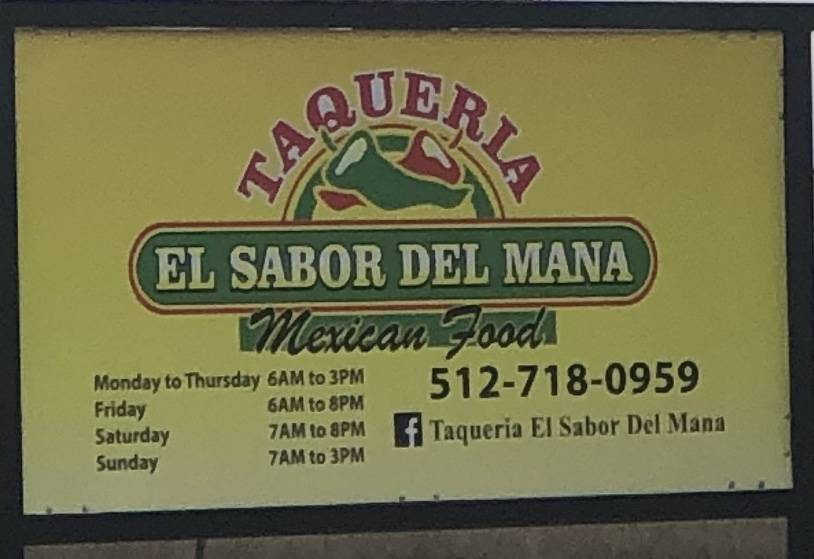 TAQUERIA
EL SABOR DEL MANA
Mexican Food
Monday to Thursday 6AM to 3PM
Friday 6AM to 8PM
Saturday 7AM to 8PM
Sunday 7AM to 3PM
512-718-0959
f Taqueria El Sabor Del Mana